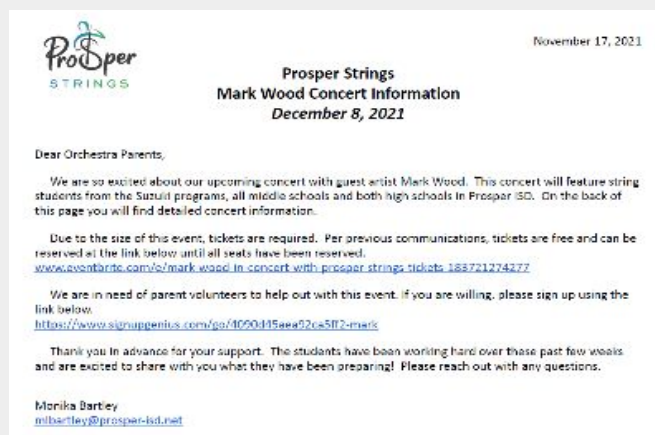 ProSper
STRINGS
November 17, 2021
Prosper Strings
Mark Wood Concert Information
December 8, 2021
Dear Orchestra Parents,
We are so excited about our upcoming concert with guest artist Mark Wood. This concert will feature string
students from the Suzuki programs, all middle schools and both high schools in Prosper ISD. On the back of
this page you will find detailed concert information.
Due to the size of this event, tickets are required. Per previous communications, tickets are free and can be
reserved at the link below until all seats have been reserved.
www.eventbrite.com/e/mark-wood-in-concert-with-prosper-strings-tickets-183721274277
We are in need of parent volunteers to help out with this event. If you are willing, please sign up using the
link below.
https://www.signupgenius.com/go/4090d45aea92ca5ff2-mark
Thank you in advance for your support. The students have been working hard over these past few weeks
and are excited to share with you what they have been preparing! Please reach out with any questions.
Monika Bartley
mlbartley@prosper-isd.net